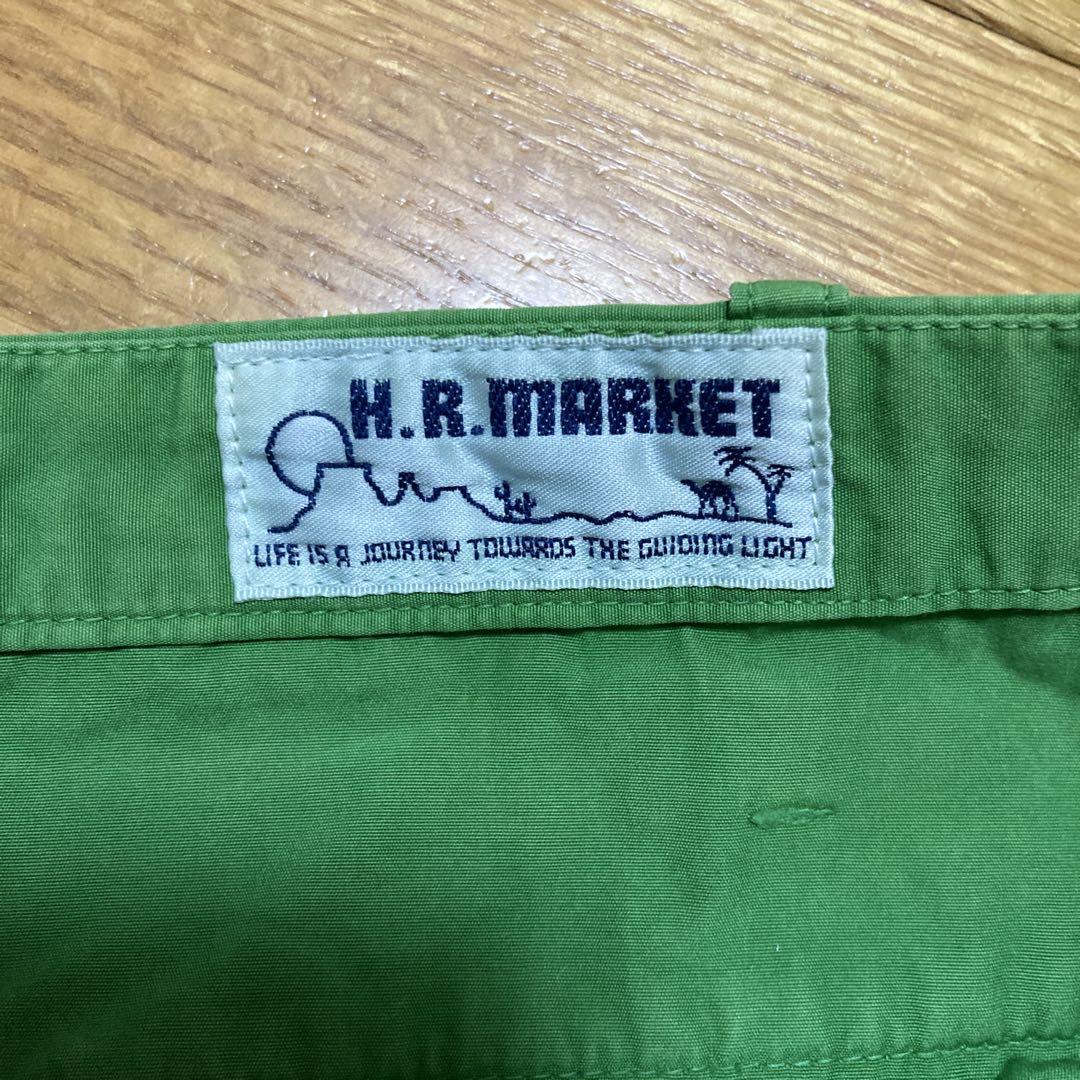 H.R.MARKET
LIFE IS A JOURNEY TOWARDS THE GUIDING LIGHT